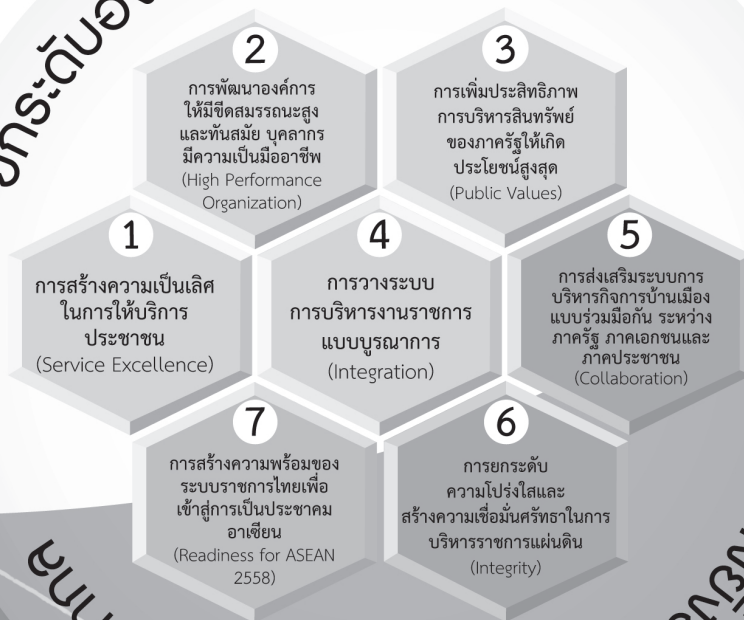 1
การสร้างความเป็นเลิศ
ในการให้บริการ
ประชาชน
(Service Excellence)
2
การพัฒนาองค์การ
ให้มีขีดสมรรถนะสูง
และทันสมัย บุคลากร
มีความเป็นมืออาชีพ
(High Performance
Organization)
3
การเพิ่มประสิทธิภาพ
การบริหารสินทรัพย์
ของภาครัฐให้เกิด
ประโยชน์สูงสุด
(Public Values)
4
การวางระบบ
การบริหารงานราชการ
แบบบูรณาการ
(Integration)
5
การส่งเสริมระบบการ
บริหารกิจการบ้านเมือง
แบบร่วมมือกัน ระหว่าง
ภาครัฐ ภาคเอกชนและ
ภาคประชาชน
(Collaboration)
6
การยกระดับ
ความโปร่งใสและ
สร้างความเชื่อมั่นศรัทธาในการ
บริหารราชการแผ่นดิน
(Integrity)
7
การสร้างความพร้อมของ
ระบบราชการไทยเพื่อ
เข้าสู่การเป็นประชาคม
อาเซียน
(Readiness for ASEAN
2558)